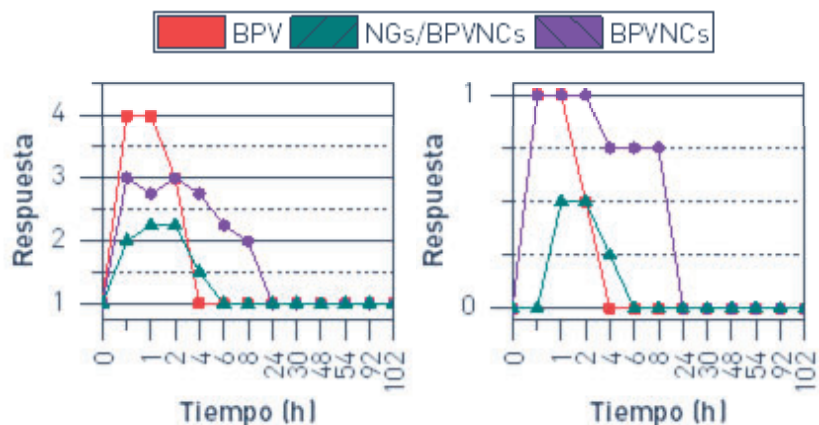 BPV NGs/BPVNCs BPVNCs
Respuesta
4
3
2
1
0 1 2 4 6 8 24 30 48 54 92 102
Tiempo (h)
Respuesta
1
0
0 1 2 4 6 8 24 30 48 54 92 102
Tiempo (h)